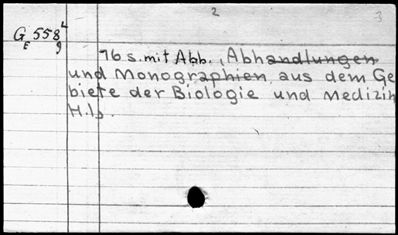 2 3
G 558 L
E 9
76 s. mit Abb., Abhandlungen
und Monographien aus dem Ge
biete der Biologie und Medizin
H.1).